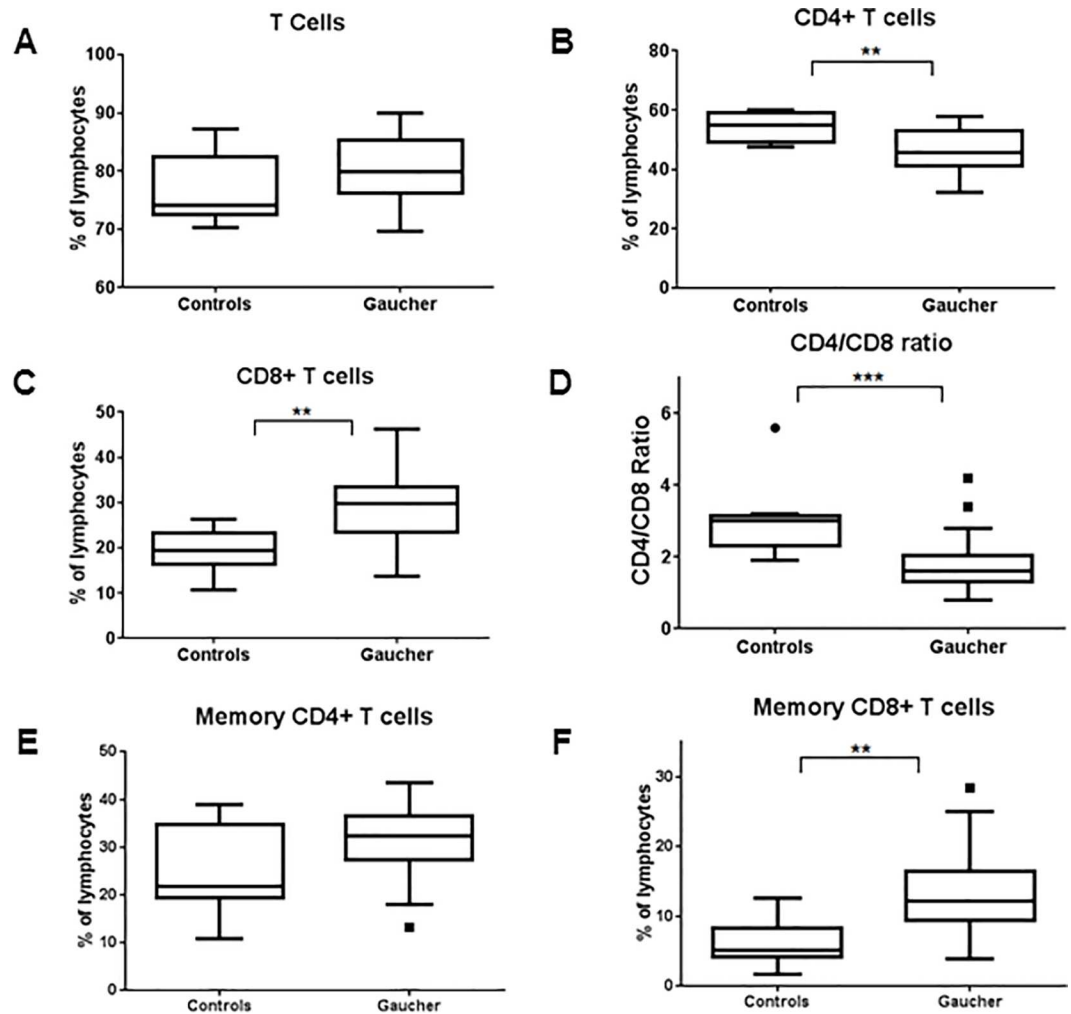 A
T Cells
% of lymphocytes
100
90
80
70
60
Controls
Gaucher
B
CD4+ T cells
% of lymphocytes
80
60
40
20
0
**
Controls
Gaucher
C
CD8+ T cells
% of lymphocytes
50
40
30
20
10
0
**
Controls
Gaucher
D
CD4/CD8 ratio
CD4/CD8 Ratio
6
4
2
0
***
Controls
Gaucher
E
Memory CD4+ T cells
% of lymphocytes
50
40
30
20
10
0
Controls
Gaucher
F
Memory CD8+ T cells
% of lymphocytes
30
20
10
0
**
Controls
Gaucher